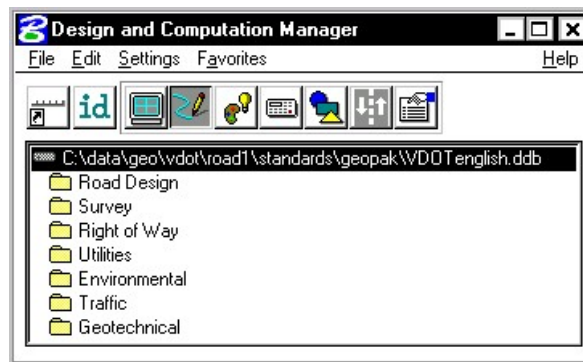 Design and Computation Manager
File Edit Settings Favorites Help
id
C:\data\geo\vdot\road1\standards\geopak\VDOTenglish.ddb
Road Design
Survey
Right of Way
Utilities
Environmental
Traffic
Geotechnical